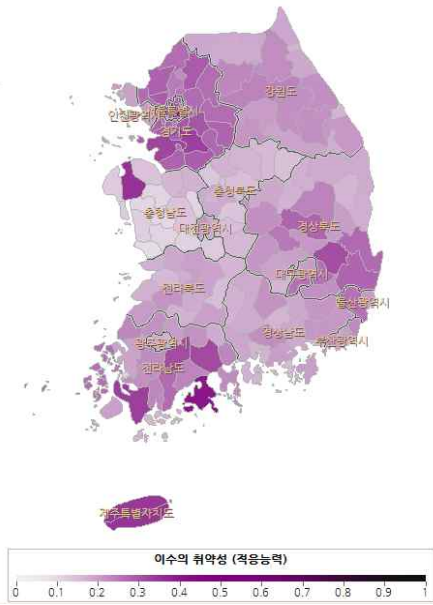 강원도
인천광역시
경기도
충청북도
충청남도
대전광역시
경상북도
대구광역시
전라북도
울산광역시
경상남도
부산광역시
광주광역시
전라남도
제주특별자치도
이수의 취약성 (적응능력)
0 0.1 0.2 0.3 0.4 0.5 0.6 0.7 0.8 0.9 1